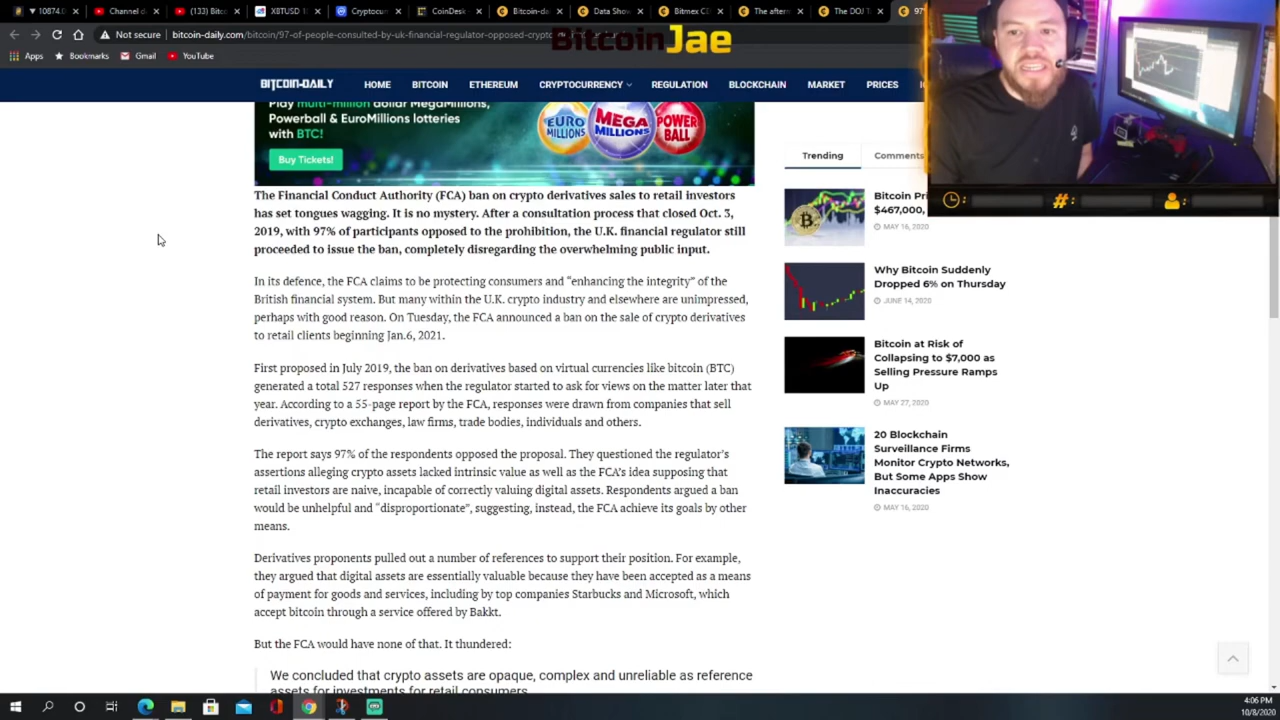 10874.0
Channel d
(133) Bitc
XBTUSD 1
Cryptocur
CoinDesk
Bitcoin-da
Data Show
Bitmex CE
The afterr
The DOJ T
97
Not secure
bitcoin-daily.com/bitcoin/97-of-people-consulted-by-uk-financial-regulator-opposed-crypto
BitcoinJae
Apps
Bookmarks
Gmail
YouTube
BITCOIN-DAILY
HOME
BITCOIN
ETHEREUM
CRYPTOCURRENCY
REGULATION
BLOCKCHAIN
MARKET
PRICES
Play multi-million dollar MegaMillions,
Powerball & EuroMillions lotteries
with BTC!
Buy Tickets!
EURO
MILLIONS
MEGA
MILLIONS
POWER
BALL
The Financial Conduct Authority (FCA) ban on crypto derivatives sales to retail investors
has set tongues wagging. It is no mystery. After a consultation process that closed Oct. 3,
2019, with 97% of participants opposed to the prohibition, the U.K. financial regulator still
proceeded to issue the ban, completely disregarding the overwhelming public input.
In its defence, the FCA claims to be protecting consumers and “enhancing the integrity” of the
British financial system. But many within the U.K. crypto industry and elsewhere are unimpressed,
perhaps with good reason. On Tuesday, the FCA announced a ban on the sale of crypto derivatives
to retail clients beginning Jan.6, 2021.
First proposed in July 2019, the ban on derivatives based on virtual currencies like bitcoin (BTC)
generated a total 527 responses when the regulator started to ask for views on the matter later that
year. According to a 55-page report by the FCA, responses were drawn from companies that sell
derivatives, crypto exchanges, law firms, trade bodies, individuals and others.
The report says 97% of the respondents opposed the proposal. They questioned the regulator’s
assertions alleging crypto assets lacked intrinsic value as well as the FCA’s idea supposing that
retail investors are naive, incapable of correctly valuing digital assets. Respondents argued a ban
would be unhelpful and “disproportionate”, suggesting, instead, the FCA achieve its goals by other
means.
Derivatives proponents pulled out a number of references to support their position. For example,
they argued that digital assets are essentially valuable because they have been accepted as a means
of payment for goods and services, including by top companies Starbucks and Microsoft, which
accept bitcoin through a service offered by Bakkt.
But the FCA would have none of that. It thundered:
We concluded that crypto assets are opaque, complex and unreliable as reference
assets for investments for retail consumers
Trending
Comments
Bitcoin Pri
$467,000,
MAY 16, 2020
Why Bitcoin Suddenly
Dropped 6% on Thursday
JUNE 14, 2020
Bitcoin at Risk of
Collapsing to $7,000 as
Selling Pressure Ramps
Up
MAY 27, 2020
20 Blockchain
Surveillance Firms
Monitor Crypto Networks,
But Some Apps Show
Inaccuracies
MAY 16, 2020
4:06 PM
10/8/2020